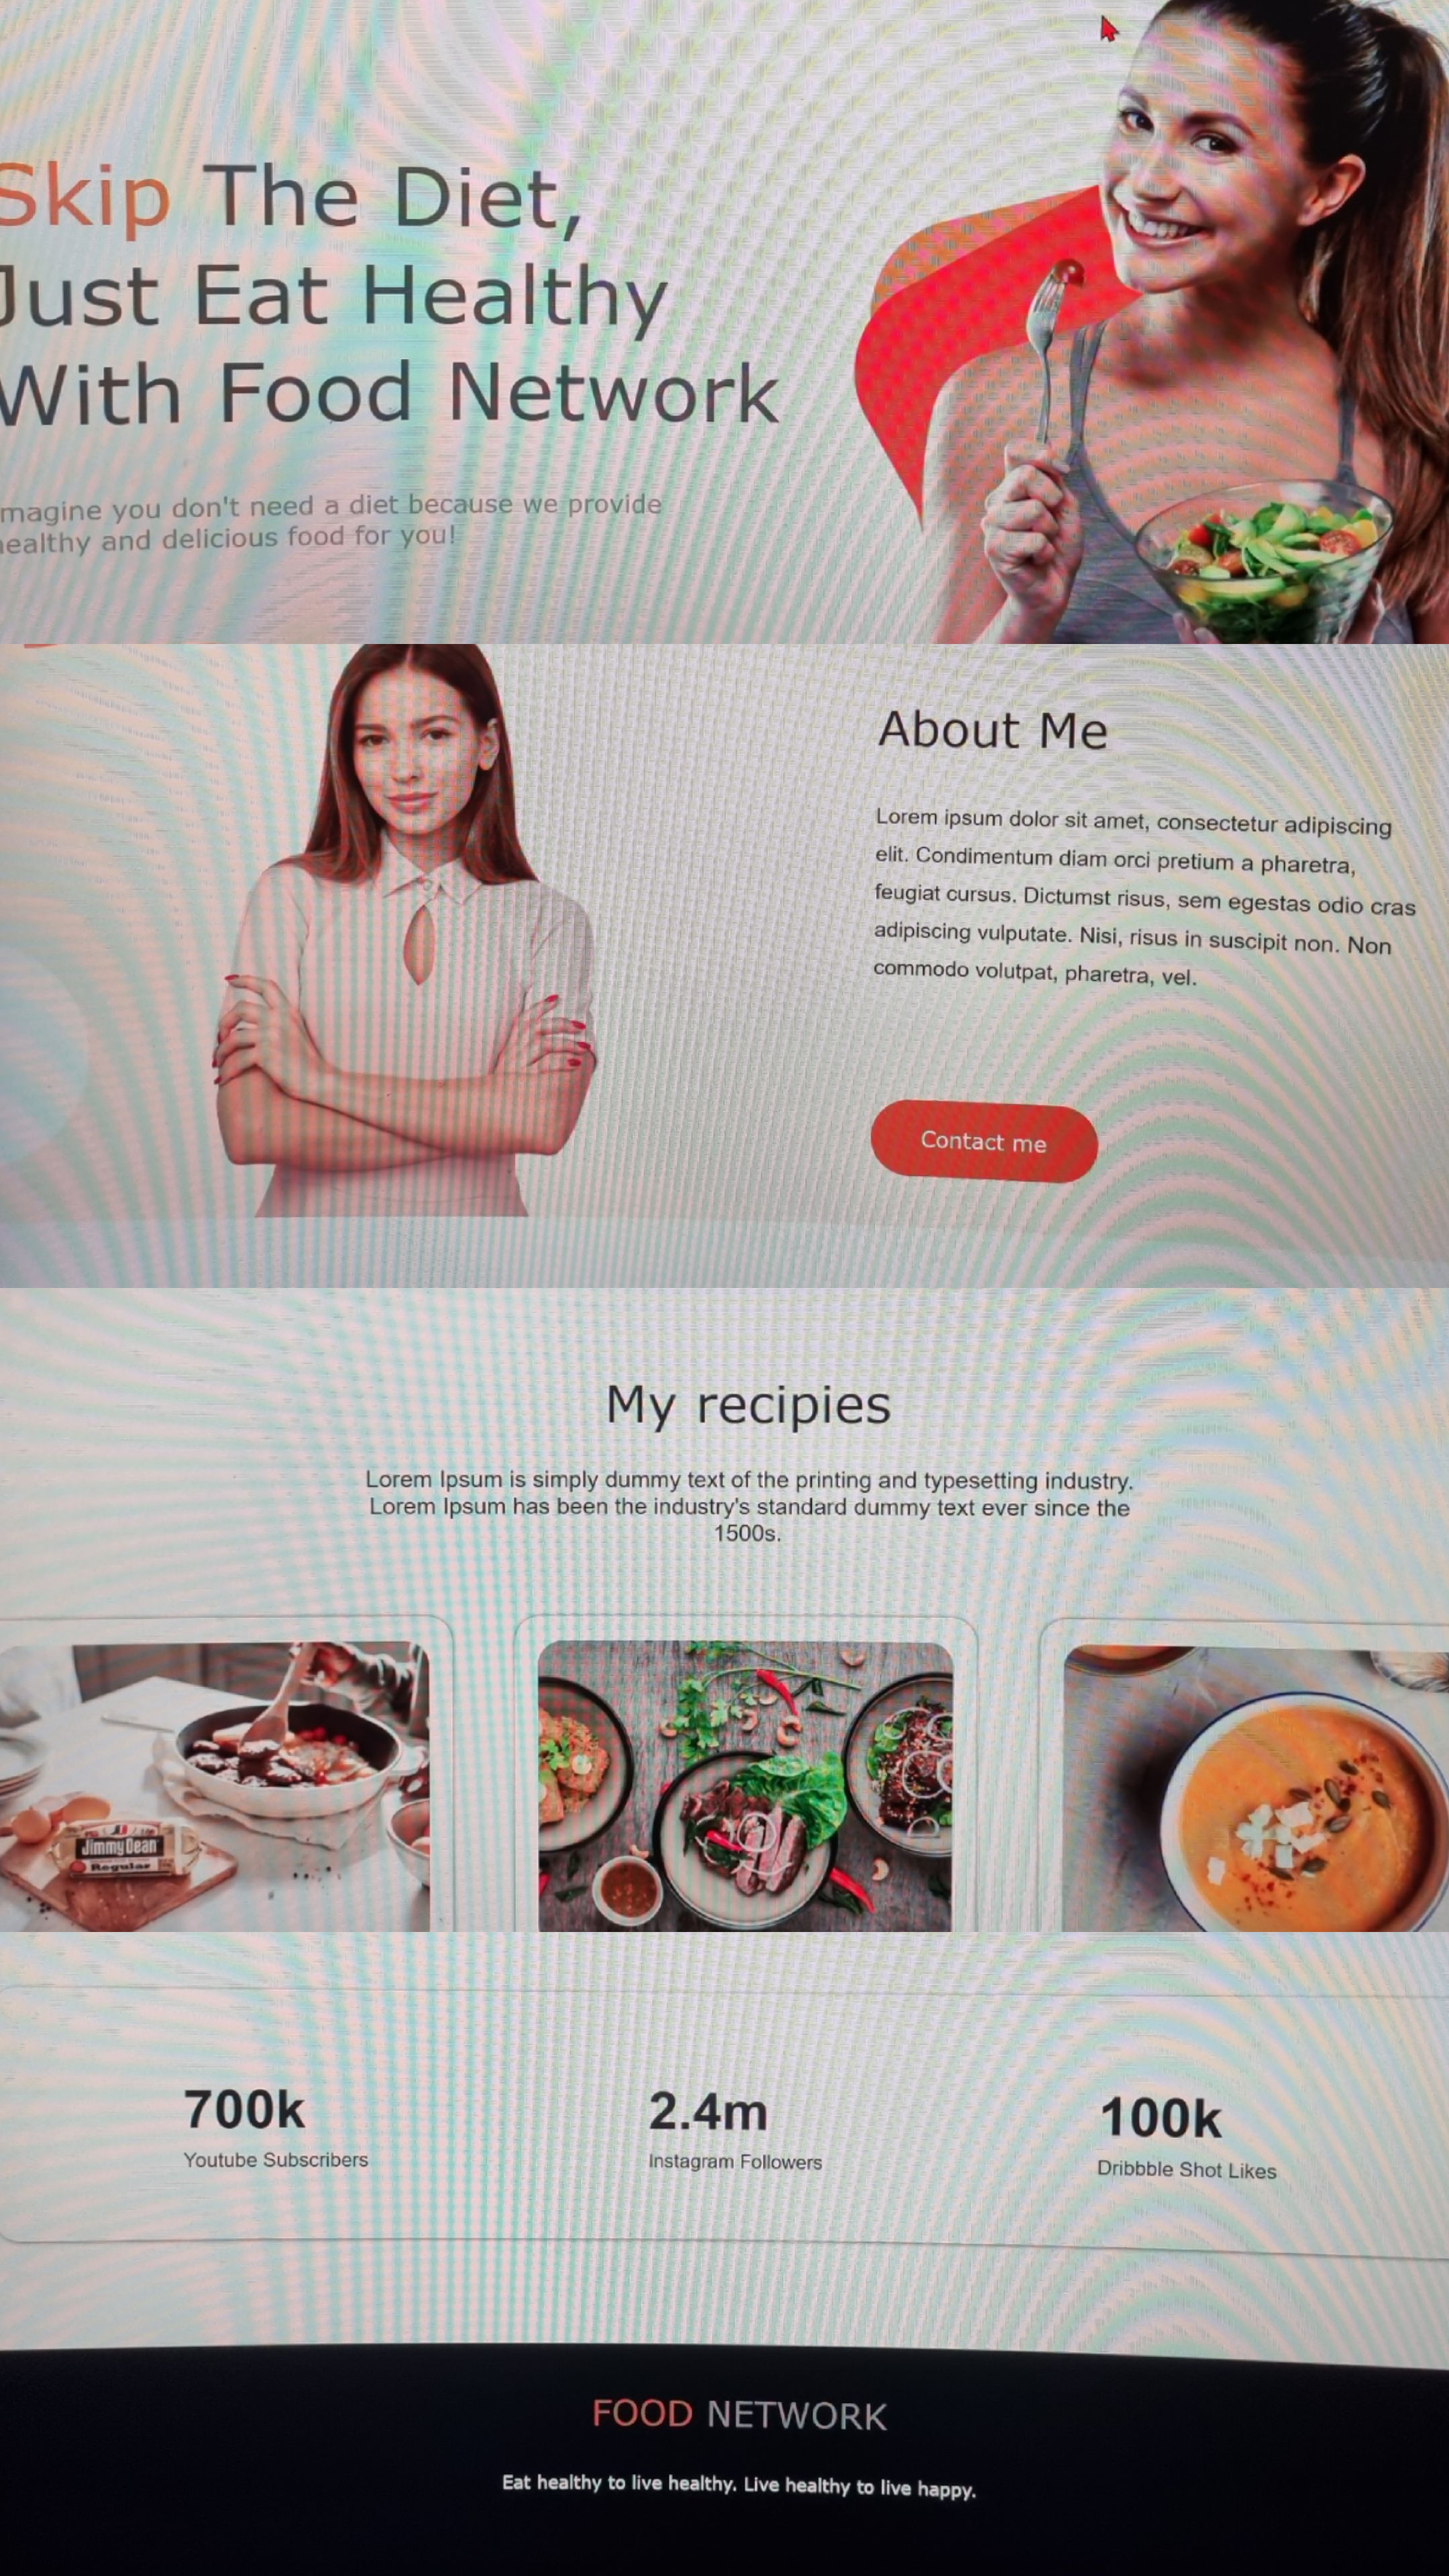 Skip The Diet,
Just Eat Healthy
With Food Network
magine you don't need a diet because we provide
healthy and delicious food for you!
About Me
Lorem ipsum dolor sit amet, consectetur adipiscing
elit. Condimentum diam orci pretium a pharetra,
feugiat cursus. Dictumst risus, sem egestas odio cras
adipiscing vulputate. Nisi, risus in suscipit non. Non
commodo volutpat, pharetra, vel.
Contact me
My recipies
Lorem Ipsum is simply dummy text of the printing and typesetting industry.
Lorem Ipsum has been the industry's standard dummy text ever since the
1500s.
Jimmy Dean
Regular
700k
Youtube Subscribers
2.4m
Instagram Followers
100k
Dribbble Shot Likes
FOOD NETWORK
Eat healthy to live healthy. Live healthy to live happy.